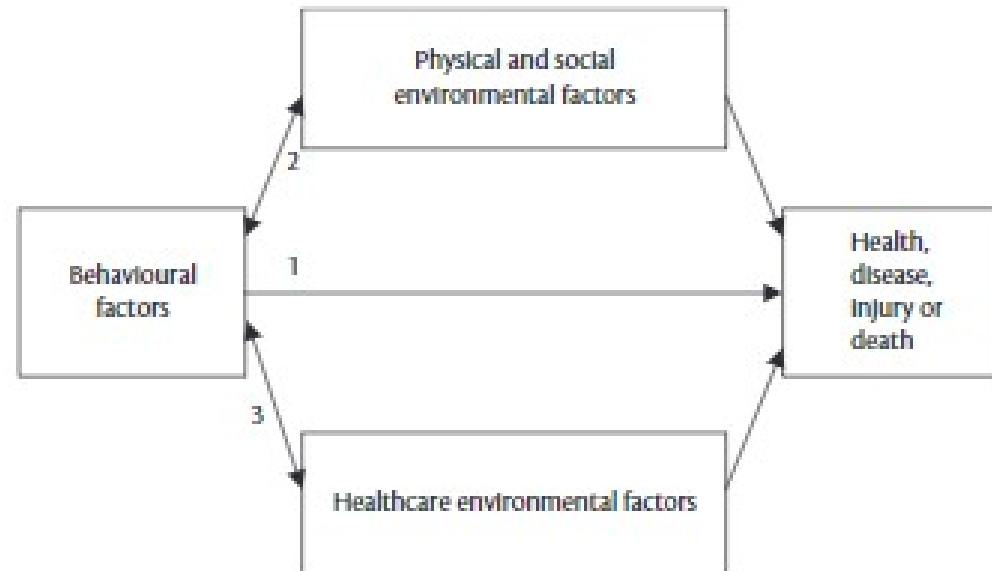 Physical and social
environmental factors
2
1
Behavioural
factors
Health,
disease,
injury or
death
3
Healthcare environmental factors